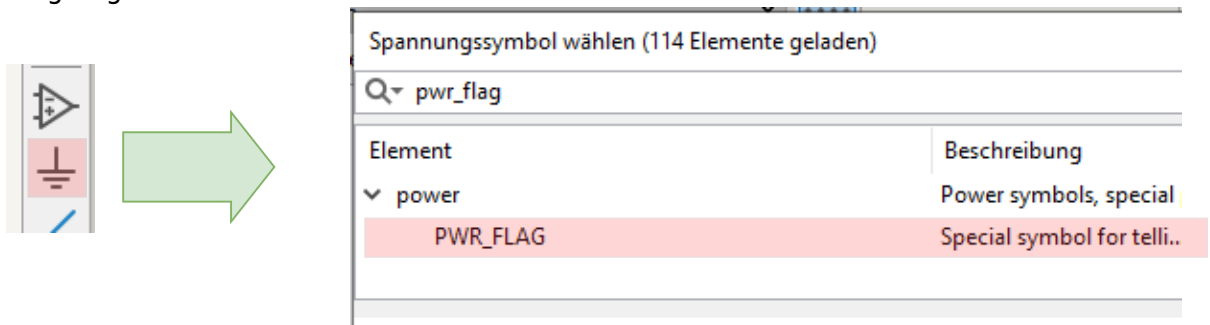 Spannungssymbol wählen (114 Elemente geladen)
pwr_flag
Element Beschreibung
power Power symbols, special
PWR_FLAG Special symbol for telli..